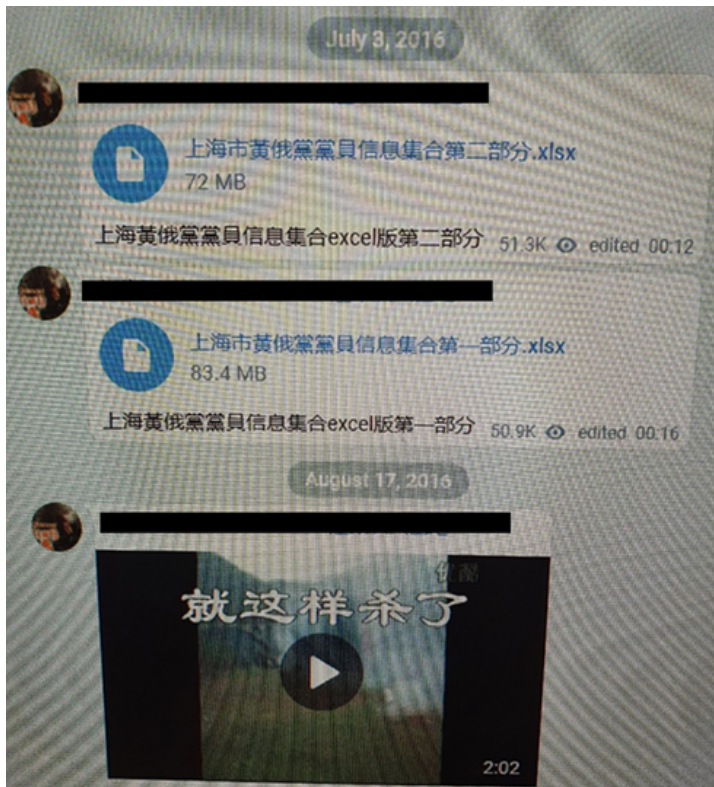 July 3, 2016
上海市黃俄黨黨員信息集合第二部分.xlsx
72 MB
上海黃俄黨黨員信息集合excel版第二部分 51.3K edited 00:12
上海市黃俄黨黨員信息集合第一部分.xlsx
83.4 MB
上海黃俄黨黨員信息集合excel版第一部分 50.9K edited 00:16
August 17, 2016
就这样杀了
2:02